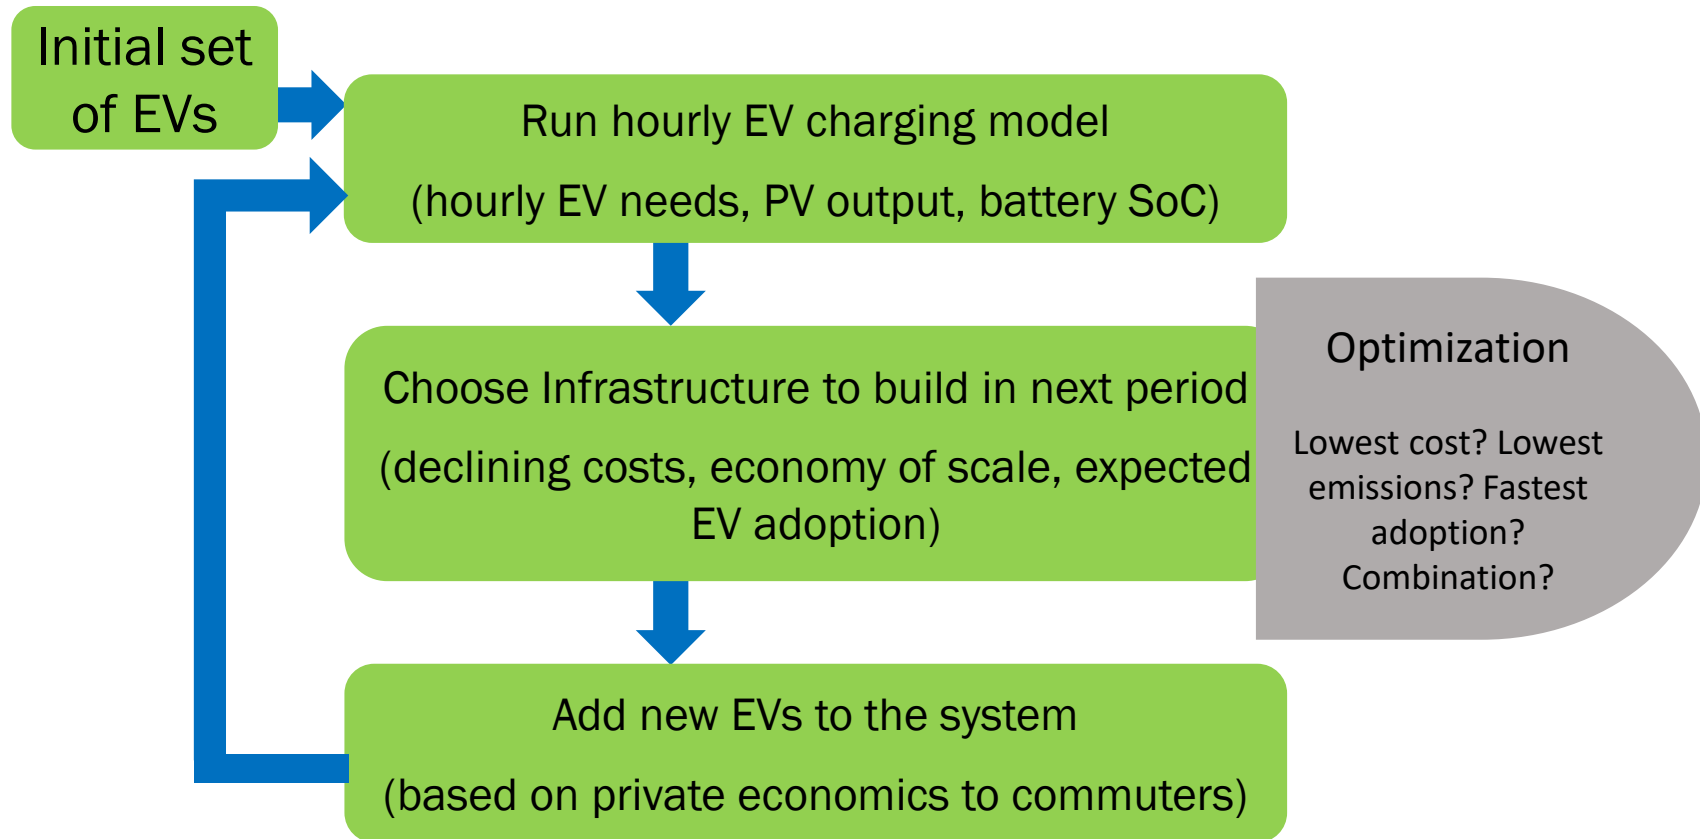 Initial set
of EVs
Run hourly EV charging model
(hourly EV needs, PV output, battery SoC)
Choose Infrastructure to build in next period
(declining costs, economy of scale, expected
EV adoption)
Optimization
Lowest cost? Lowest
emissions? Fastest
adoption?
Combination?
Add new EVs to the system
(based on private economics to commuters)